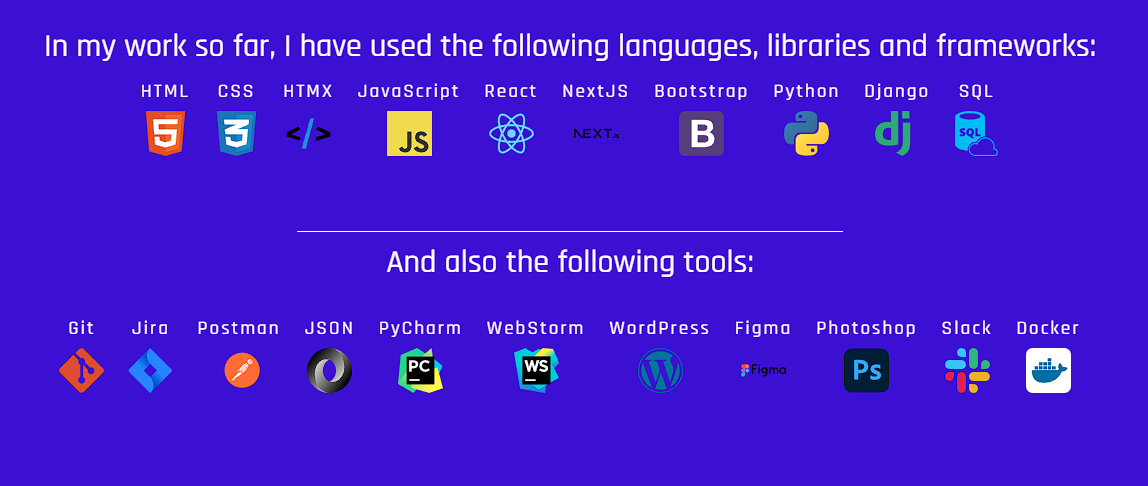 In my work so far, I have used the following languages, libraries and frameworks:
HTML CSS HTMX JavaScript React NextJS Bootstrap Python Django SQL
5 3 </> JS NEXT.JS B dj SQL
And also the following tools:
Git Jira Postman JSON PyCharm WebStorm WordPress Figma Photoshop Slack Docker
PC WS W Figma Ps